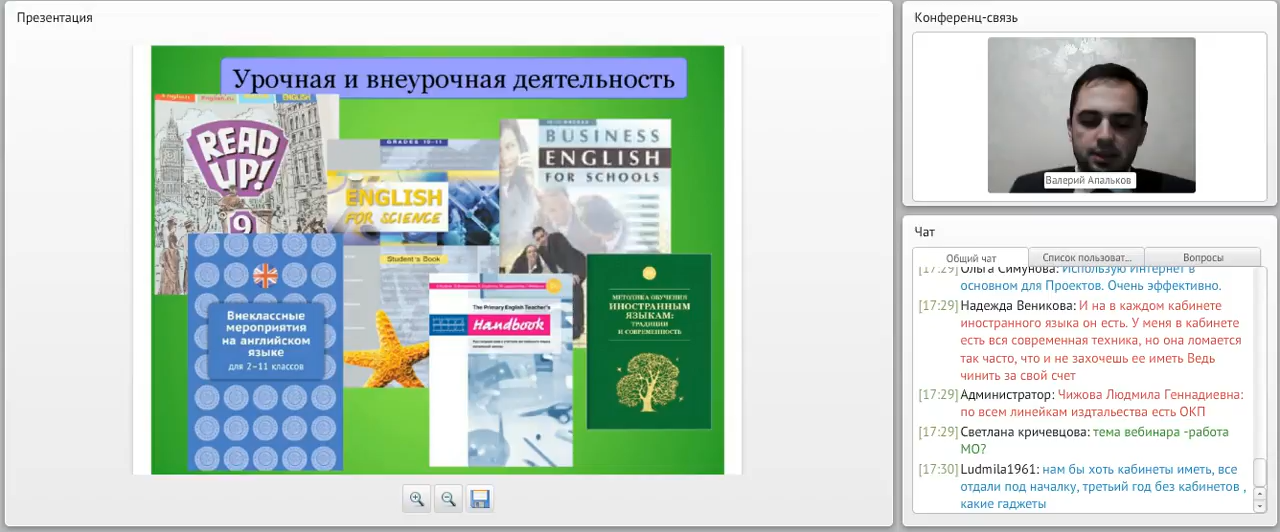 Презентация
Урочная и внеурочная деятельность
READ
UP!
9
GRADES 10-11
ENGLISH
FOR SCIENCE
Student's Book
BUSINESS
ENGLISH
FOR SCHOOLS
Внеклассные
мероприятия
на английском
языке
для 2–11 классов
The Primary English Teacher's
Handbook
МЕТОДИКА ОБУЧЕНИЯ
ИНОСТРАННЫМ
ЯЗЫКАМ:
ТРАДИЦИИ
И СОВРЕМЕННОСТЬ
Конференц-связь
Валерий Апальков
Чат
Общий чат
Список пользоват...
Вопросы
[17:29] Ольга Симунова: Использую Интернет в
основном для Проектов. Очень эффективно.
[17:29] Надежда Веникова: И на в каждом кабинете
иностранного языка он есть. У меня в кабинете
есть вся современная техника, но она ломается
так часто, что и не захочешь ее иметь Ведь
чинить за свой счет
[17:29] Администратор: Чижова Людмила Геннадиевна:
по всем линейкам издтальества есть ОКП
[17:29] Светлана кричевцова: тема вебинара -работа
МО?
[17:30] Ludmila1961: нам бы хоть кабинеты иметь, все
отдали под началку, третьий год без кабинетов ,
какие гаджеты